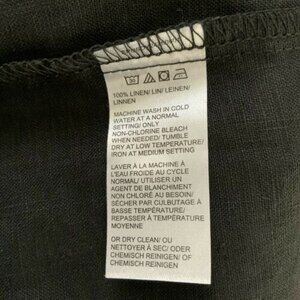 100% LINEN/ LIN/ LEINEN/
LINNEN
MACHINE WASH IN COLD
WATER AT A NORMAL
SETTING/ ONLY
NON-CHLORINE BLEACH
WHEN NEEDED/ TUMBLE
DRY AT LOW TEMPERATURE/
IRON AT MEDIUM SETTING
LAVER À LA MACHINE À
L'EAU FROIDE AU CYCLE
NORMAL/ UTILISER UN
AGENT DE BLANCHIMENT
NON CHLORÉ AU BESOIN/
SÉCHER PAR CULBUTAGE À
BASSE TEMPÉRATURE/
REPASSER À TEMPÉRATURE
MOYENNE
OR DRY CLEAN/ OU
NETTOYER À SEC/ ODER
CHEMISCH REINIGEN/ OF
CHEMISCH REINIGEN/